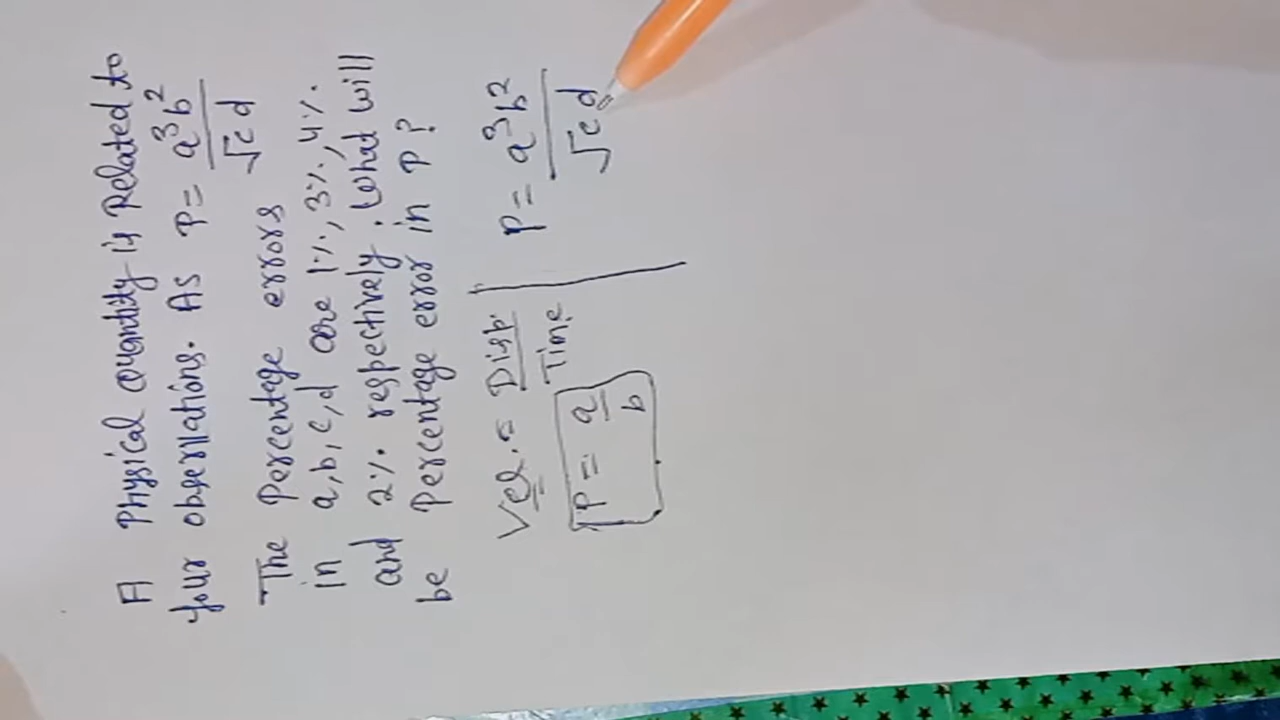 A Physical Quantity is Related to
four observations. As P = a³b² / √c d
The Percentage errors
in a, b, c, d are 1%, 3%, 4%
and 2% respectively. What will
be Percentage error in P?
Vel. = Disp. / Time
P = a / b
P = a³b² / √c d